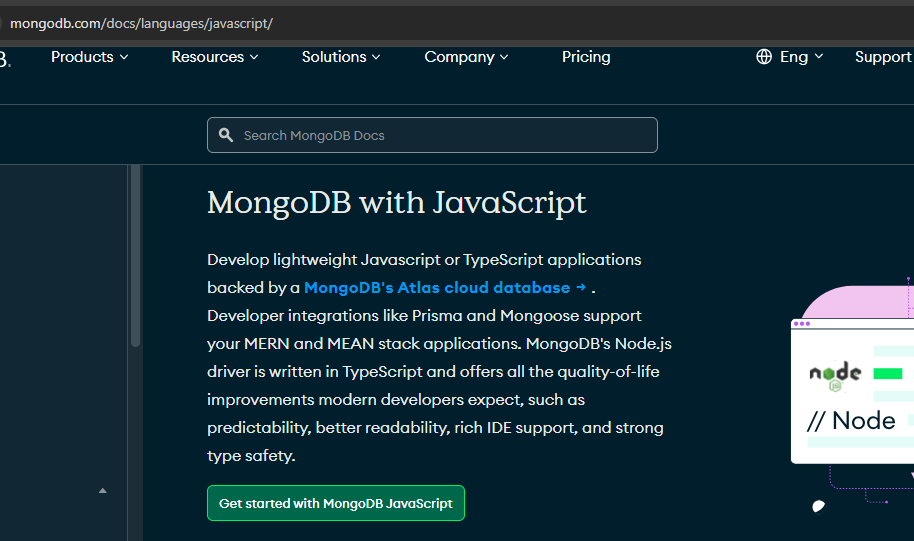 mongodb.com/docs/languages/javascript/
B. Products Resources Solutions Company Pricing Eng Support
Search MongoDB Docs
MongoDB with JavaScript
Develop lightweight Javascript or TypeScript applications
backed by a MongoDB's Atlas cloud database → .
Developer integrations like Prisma and Mongoose support
your MERN and MEAN stack applications. MongoDB's Node.js
driver is written in TypeScript and offers all the quality-of-life
improvements modern developers expect, such as
predictability, better readability, rich IDE support, and strong
type safety.
Get started with MongoDB JavaScript
node
JS
// Node